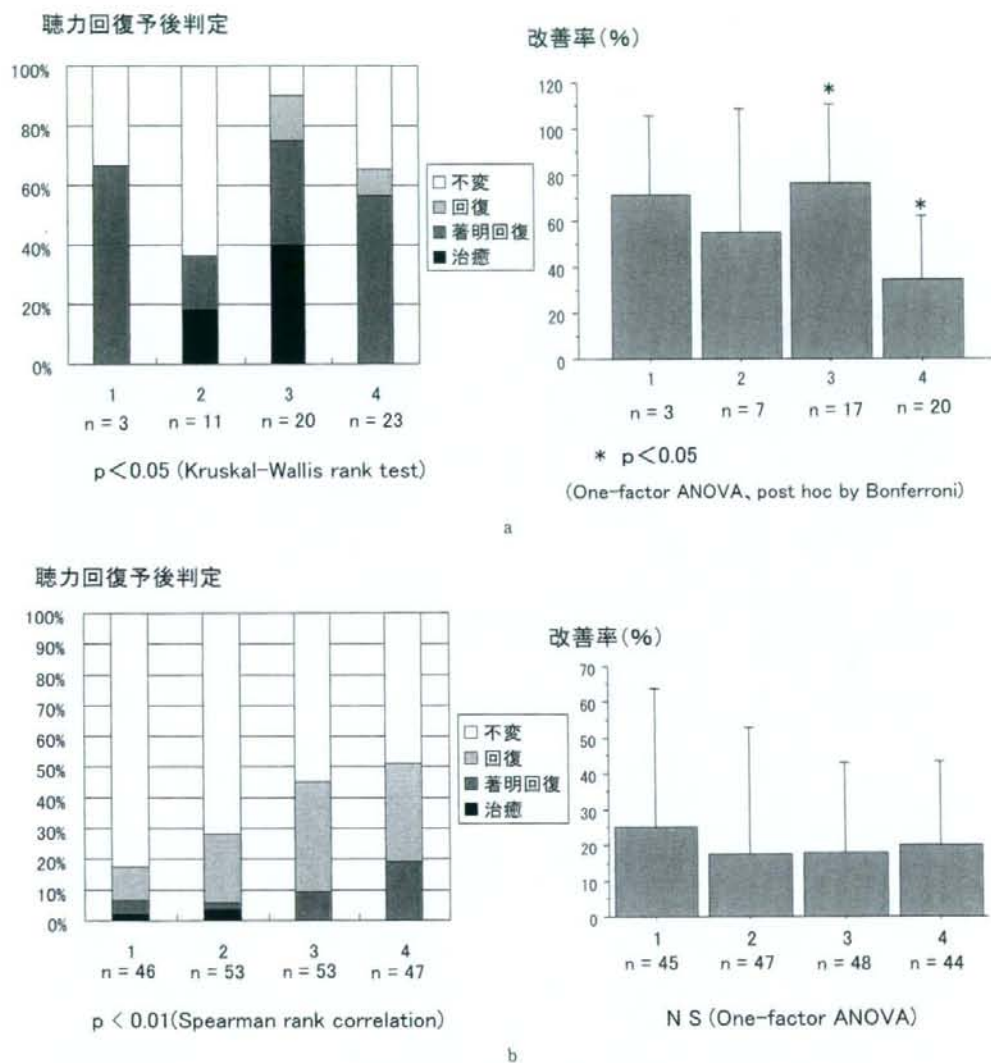 聴力回復予後判定
100%
80%
60%
40%
20%
0%
1 2 3 4
n = 3 n = 11 n = 20 n = 23
p<0.05 (Kruskal-Wallis rank test)
□ 不変
□ 回復
■ 著明回復
■ 治癒
改善率(%)
120
100
80
60
40
20
0
* *
1 2 3 4
n = 3 n = 7 n = 17 n = 20
* p<0.05
(One-factor ANOVA、post hoc by Bonferroni)
a
聴力回復予後判定
100%
90%
80%
70%
60%
50%
40%
30%
20%
10%
0%
1 2 3 4
n = 46 n = 53 n = 53 n = 47
p < 0.01(Spearman rank correlation)
□ 不変
□ 回復
■ 著明回復
■ 治癒
改善率(%)
70
60
50
40
30
20
10
0
1 2 3 4
n = 45 n = 47 n = 48 n = 44
N S (One-factor ANOVA)
b